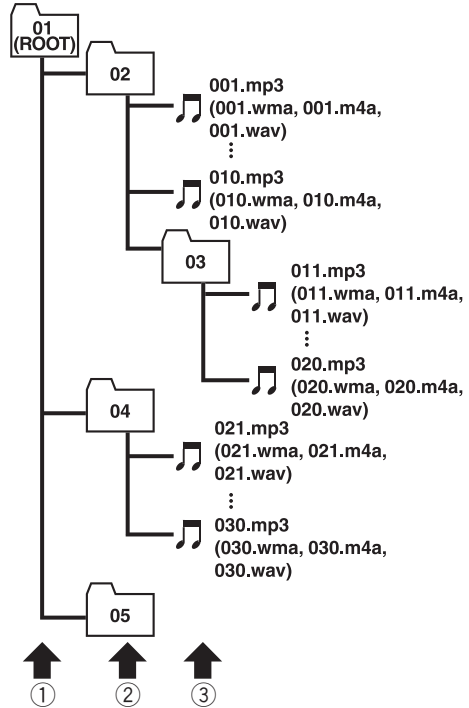 01
(ROOT)
02
001.mp3
(001.wma, 001.m4a,
001.wav)
010.mp3
(010.wma, 010.m4a,
010.wav)
03
011.mp3
(011.wma, 011.m4a,
011.wav)
020.mp3
(020.wma, 020.m4a,
020.wav)
04
021.mp3
(021.wma, 021.m4a,
021.wav)
030.mp3
(030.wma, 030.m4a,
030.wav)
05
① ② ③